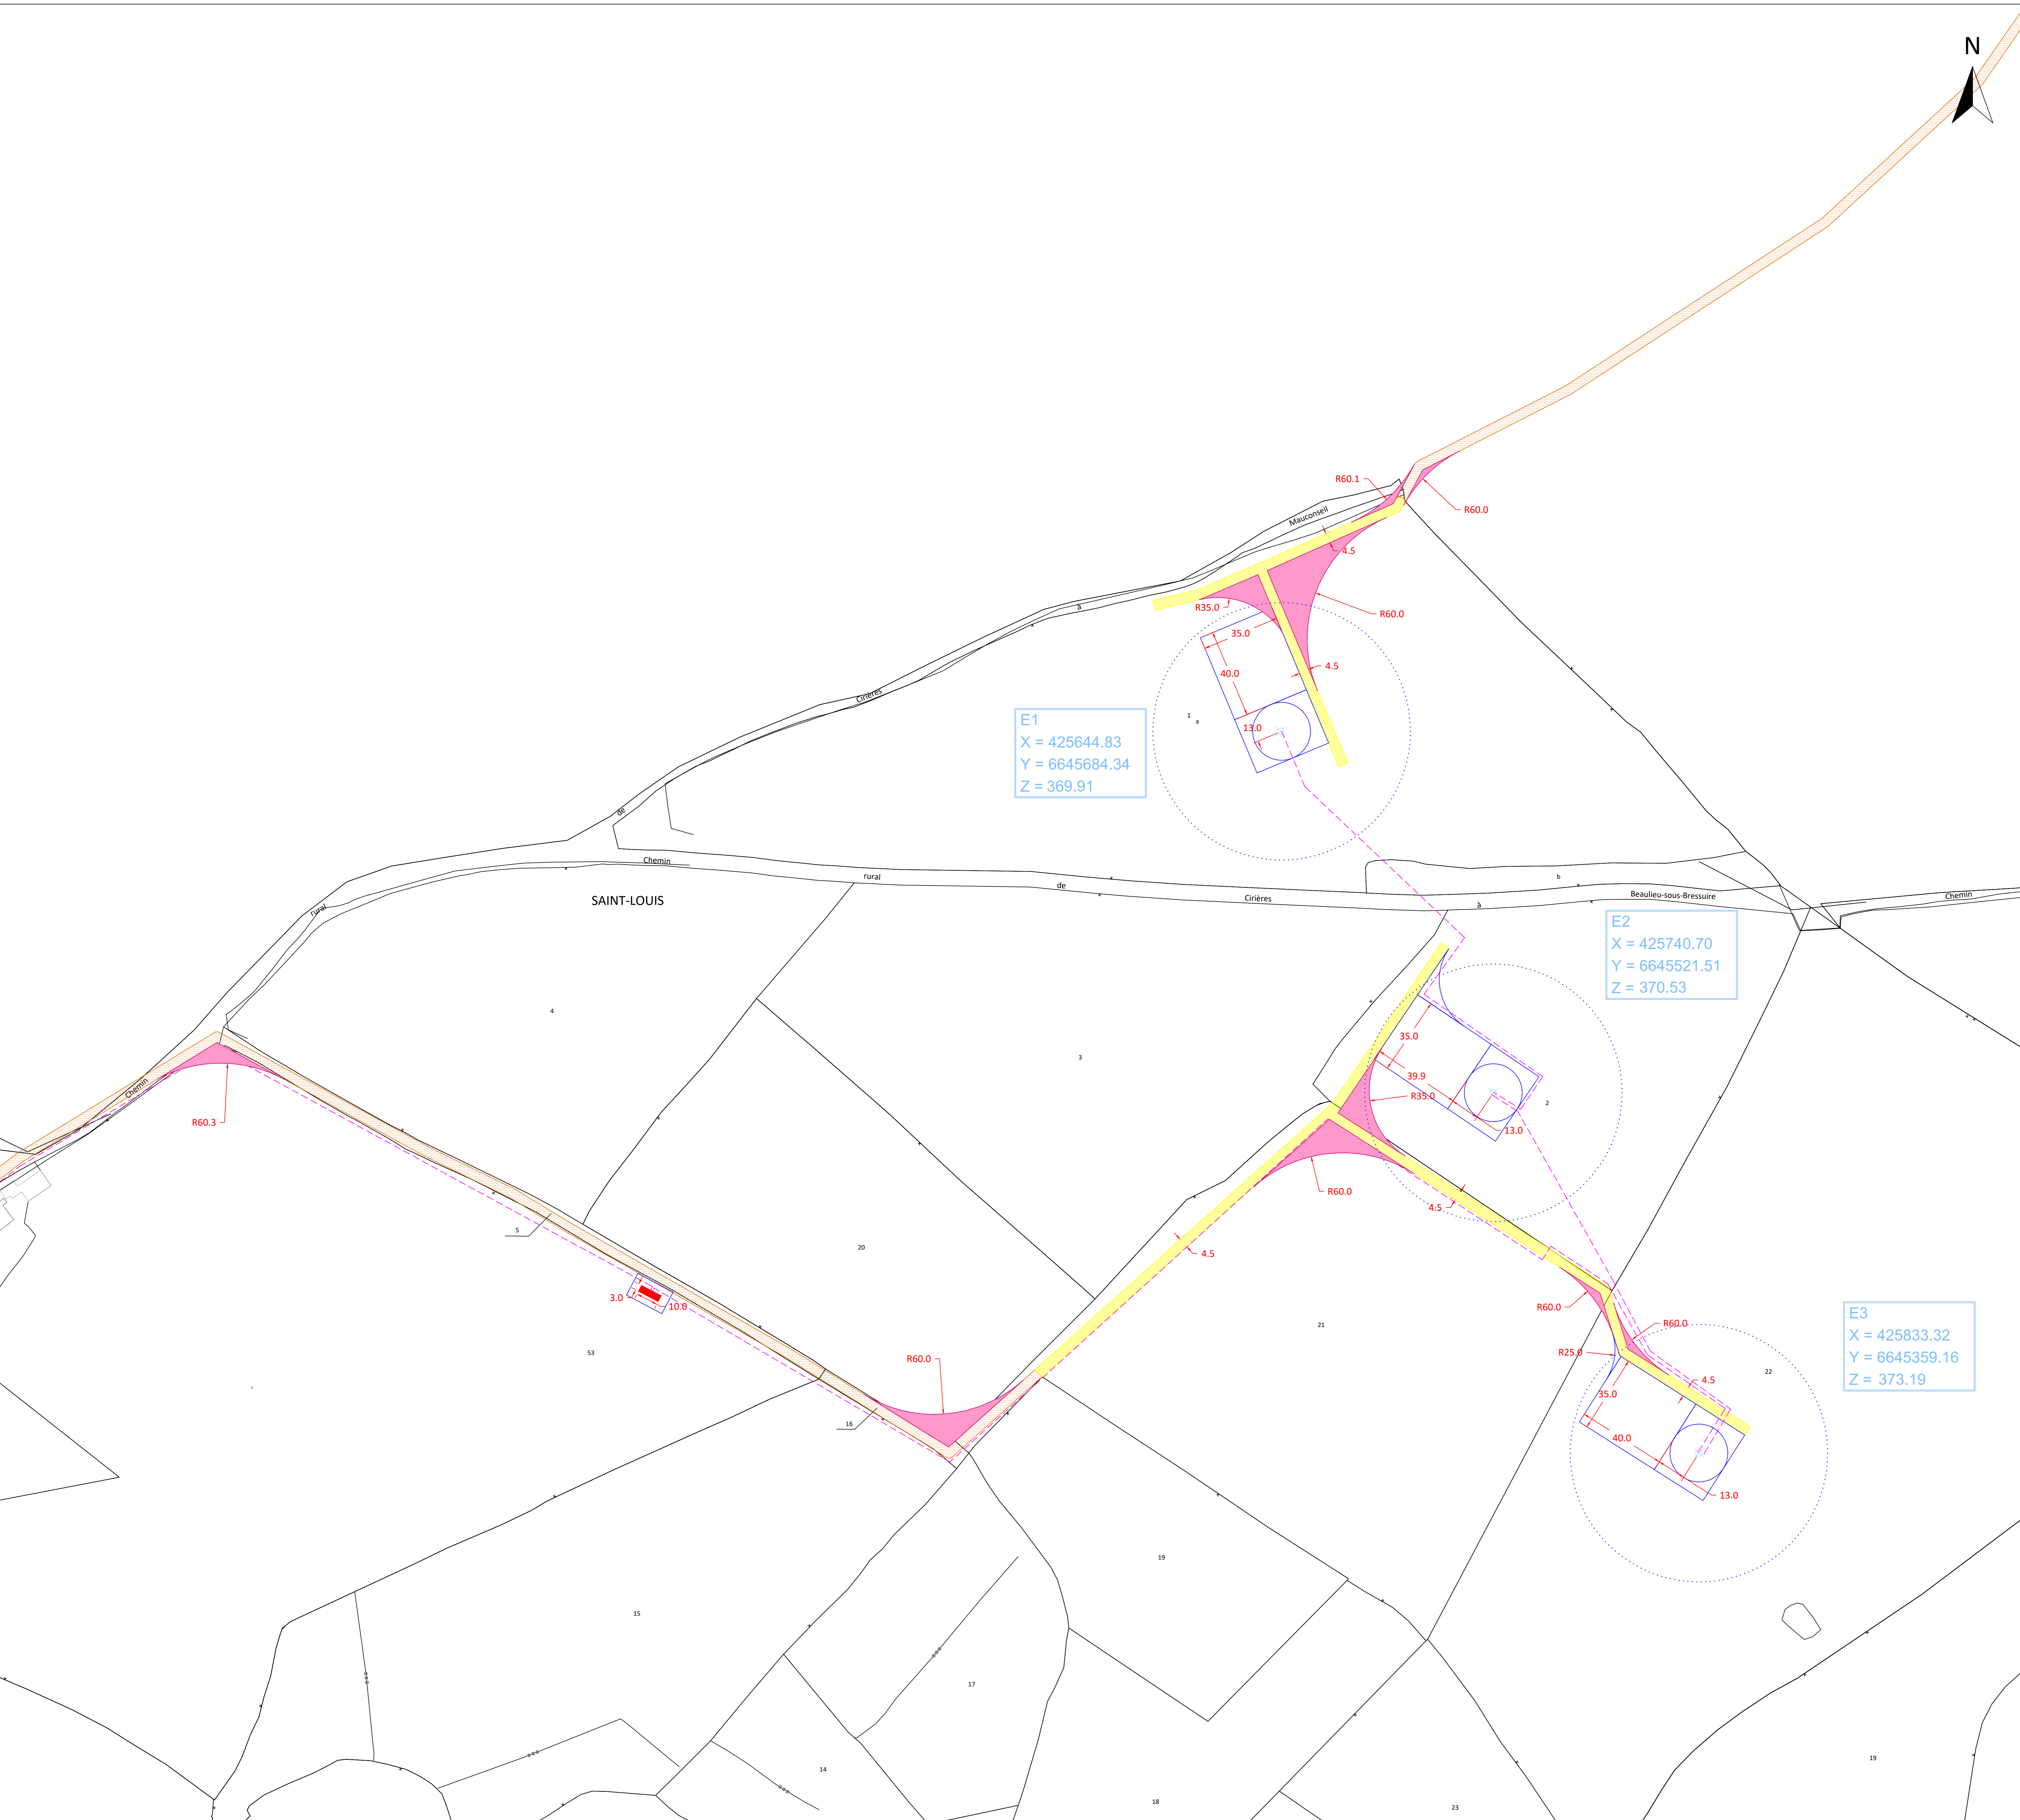 N
R60.1
R60.0
Mauconseil
4.5
R35.0
R60.0
à
35.0
4.5
40.0
Cirières
1
a
13.0
E1
X = 425644.83
Y = 6645684.34
Z = 369.91
de
Chemin
rural
de
Cirières
à
Beaulieu-sous-Bressuire
b
Chemin
SAINT-LOUIS
rural
E2
X = 425740.70
Y = 6645521.51
Z = 370.53
4
3
35.0
39.9
R35.0
2
13.0
Chemin
R60.3
R60.0
4.5
5
20
4.5
3.0
10.0
R60.0
R60.0
21
53
R60.0
R25.0
E3
X = 425833.32
Y = 6645359.16
Z = 373.19
22
4.5
35.0
16
40.0
13.0
19
15
17
14
18
23
19